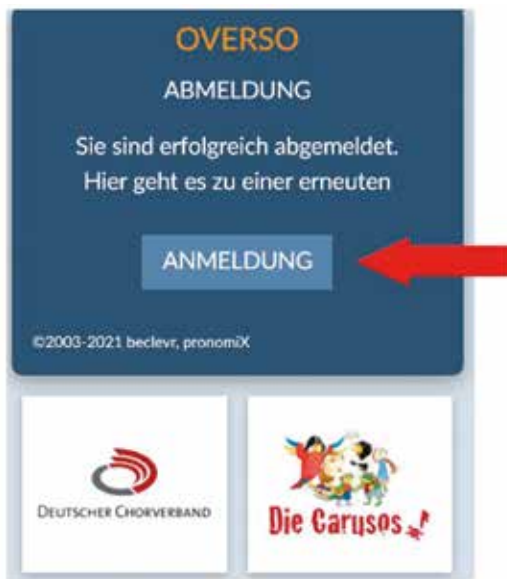 OVERSO
ABMELDUNG
Sie sind erfolgreich abgemeldet.
Hier geht es zu einer erneuten
ANMELDUNG
©2003-2021 beclevr, pronomiX
DEUTSCHER CHORVERBAND
Die Carusos